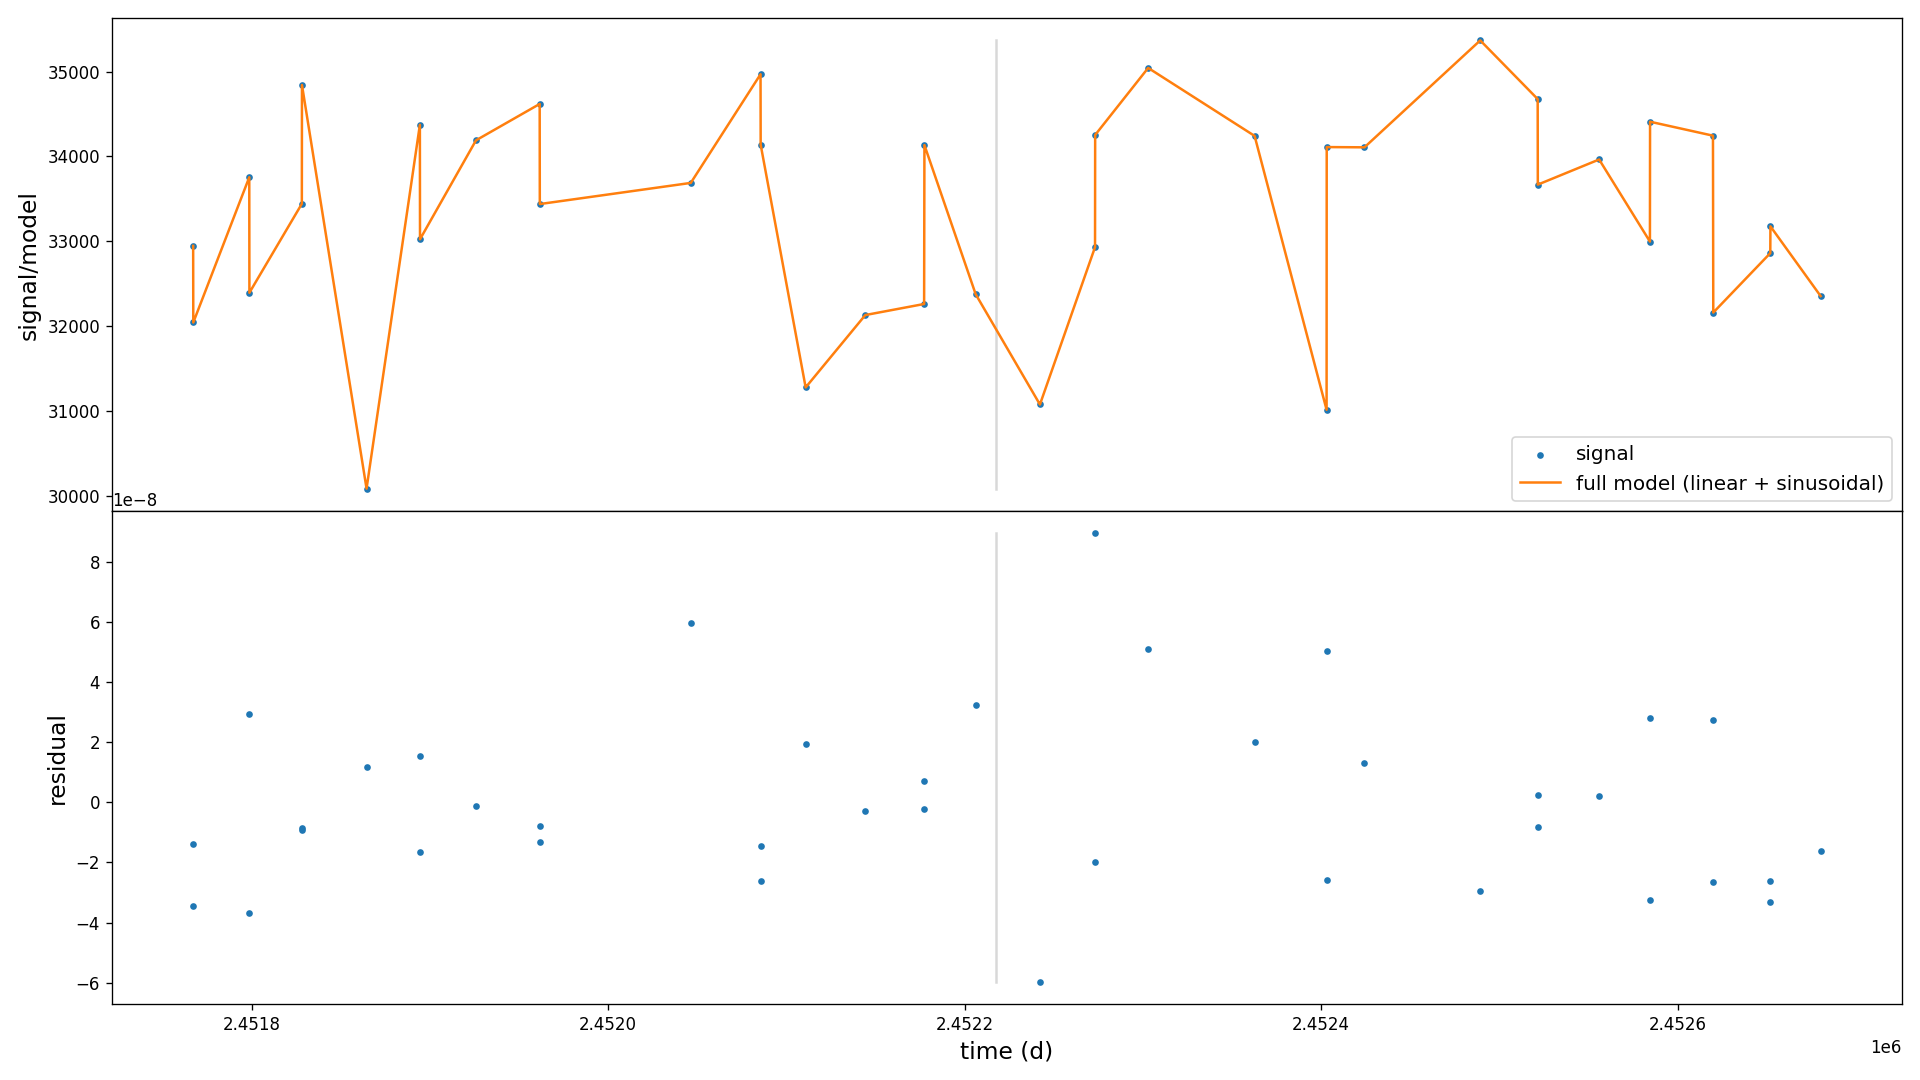 signal/model
35000
34000
33000
32000
31000
30000
signal
full model (linear + sinusoidal)
1e−8
residual
8
6
4
2
0
−2
−4
−6
2.4518
2.4520
2.4522
2.4524
2.4526
time (d)
1e6